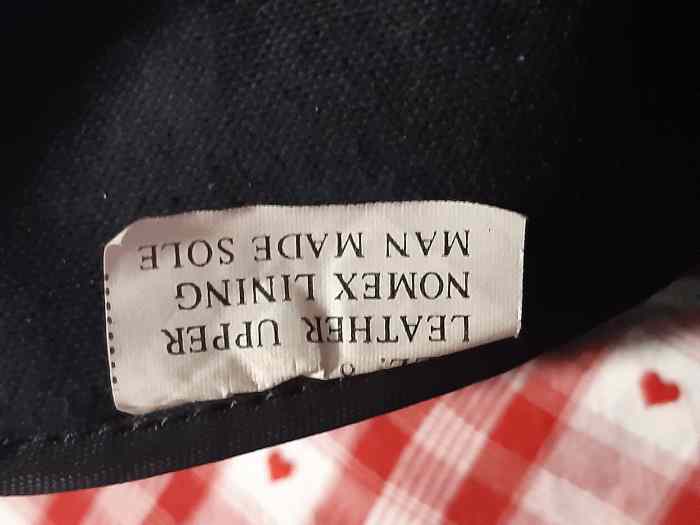 LEATHER UPPER
NOMEX LINING
MAN MADE SOLE